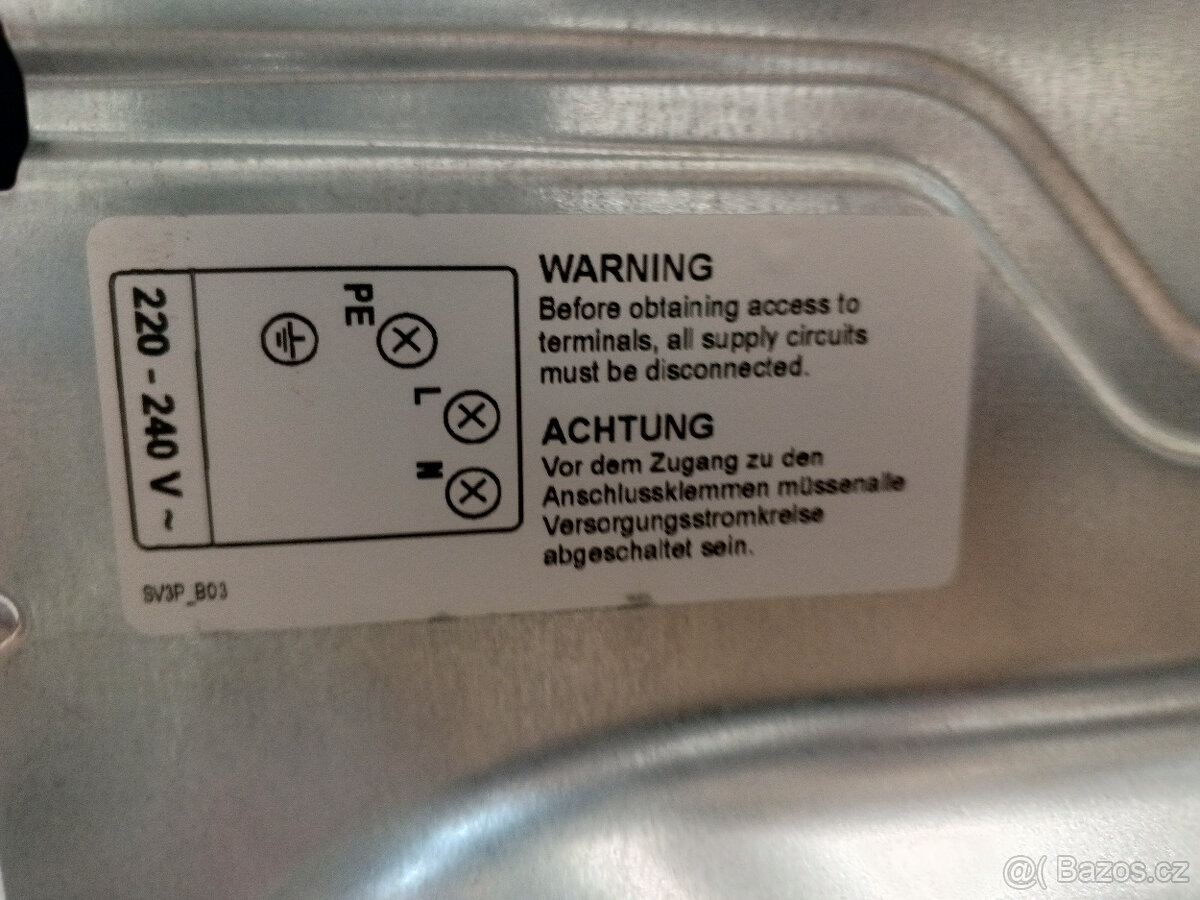 220 - 240 V ~
PE
L
N
SV3P_B03
WARNING
Before obtaining access to
terminals, all supply circuits
must be disconnected.
ACHTUNG
Vor dem Zugang zu den
Anschlussklemmen müssenalle
Versorgungsstromkreise
abgeschaltet sein.
@( Bazos.cz